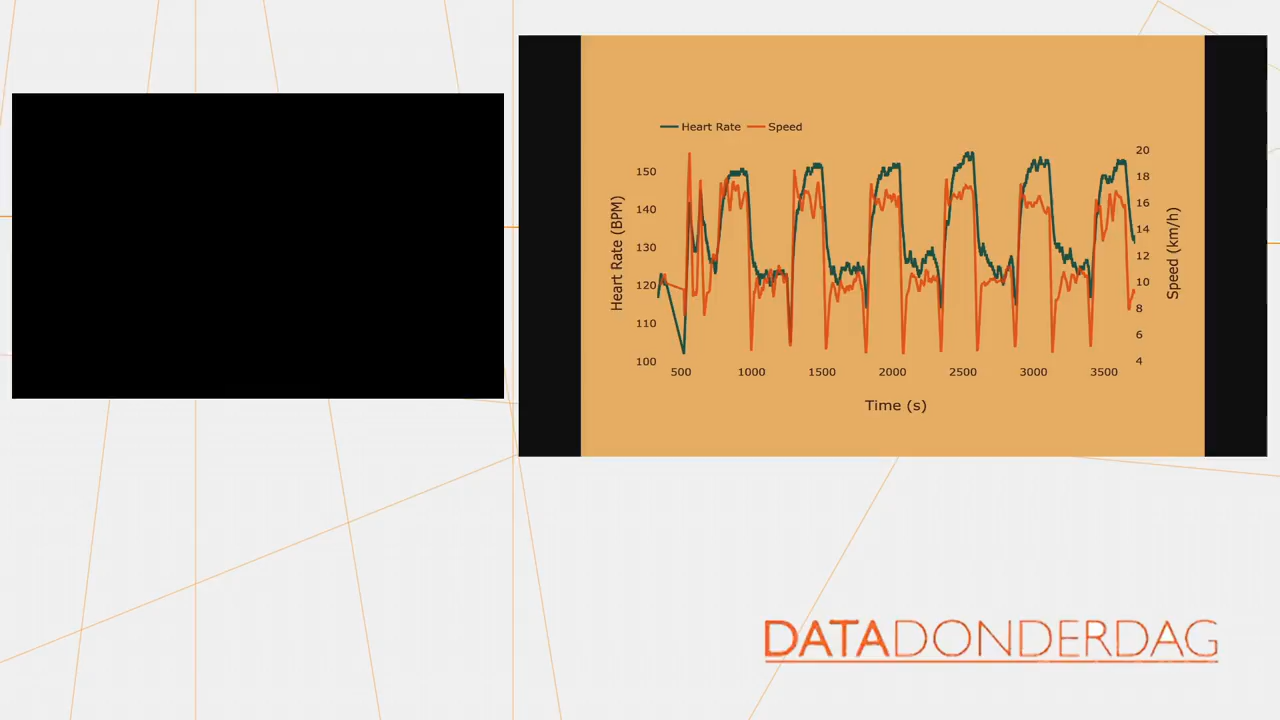 Heart Rate Speed
150
140
130
120
110
100
Heart Rate (BPM)
20
18
16
14
12
10
8
6
4
Speed (km/h)
500 1000 1500 2000 2500 3000 3500
Time (s)
DATADONDERDAG